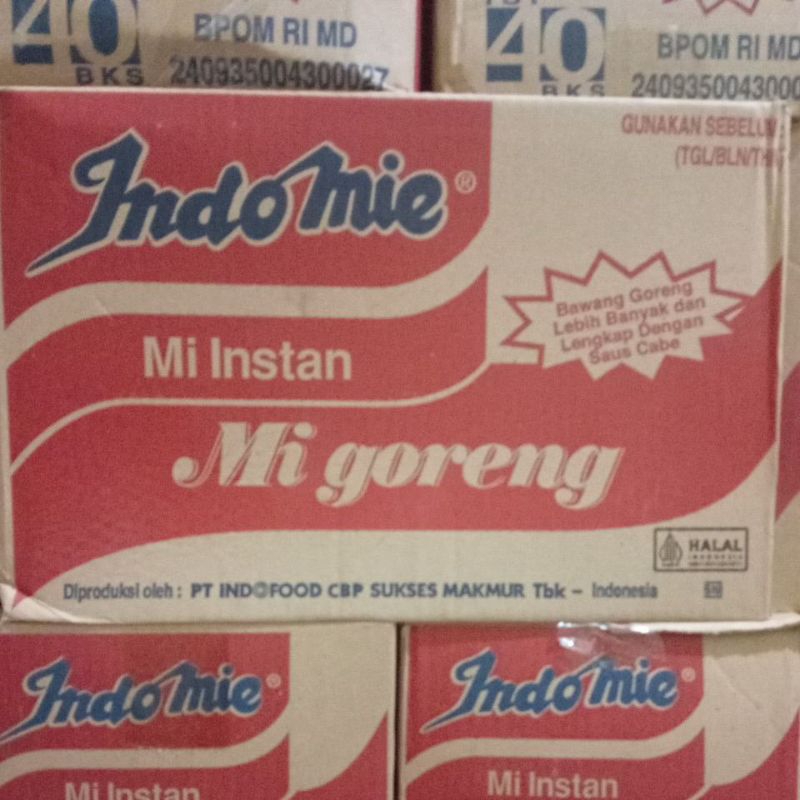 40
BKS
BPOM RI MD
240935004300027
40
BKS
BPOM RI MD
2409350043000
GUNAKAN SEBELUM
(TGL/BLN/TH
Indomie®
Bawang Goreng
Lebih Banyak dan
Lengkap Dengan
Saus Cabe
Mi Instan
Mi goreng
HALAL
INDONESIA
Diproduksi oleh : PT INDOFOOD CBP SUKSES MAKMUR Tbk – Indonesia
Indomie®
Mi Instan
Indomie®
Mi Instan